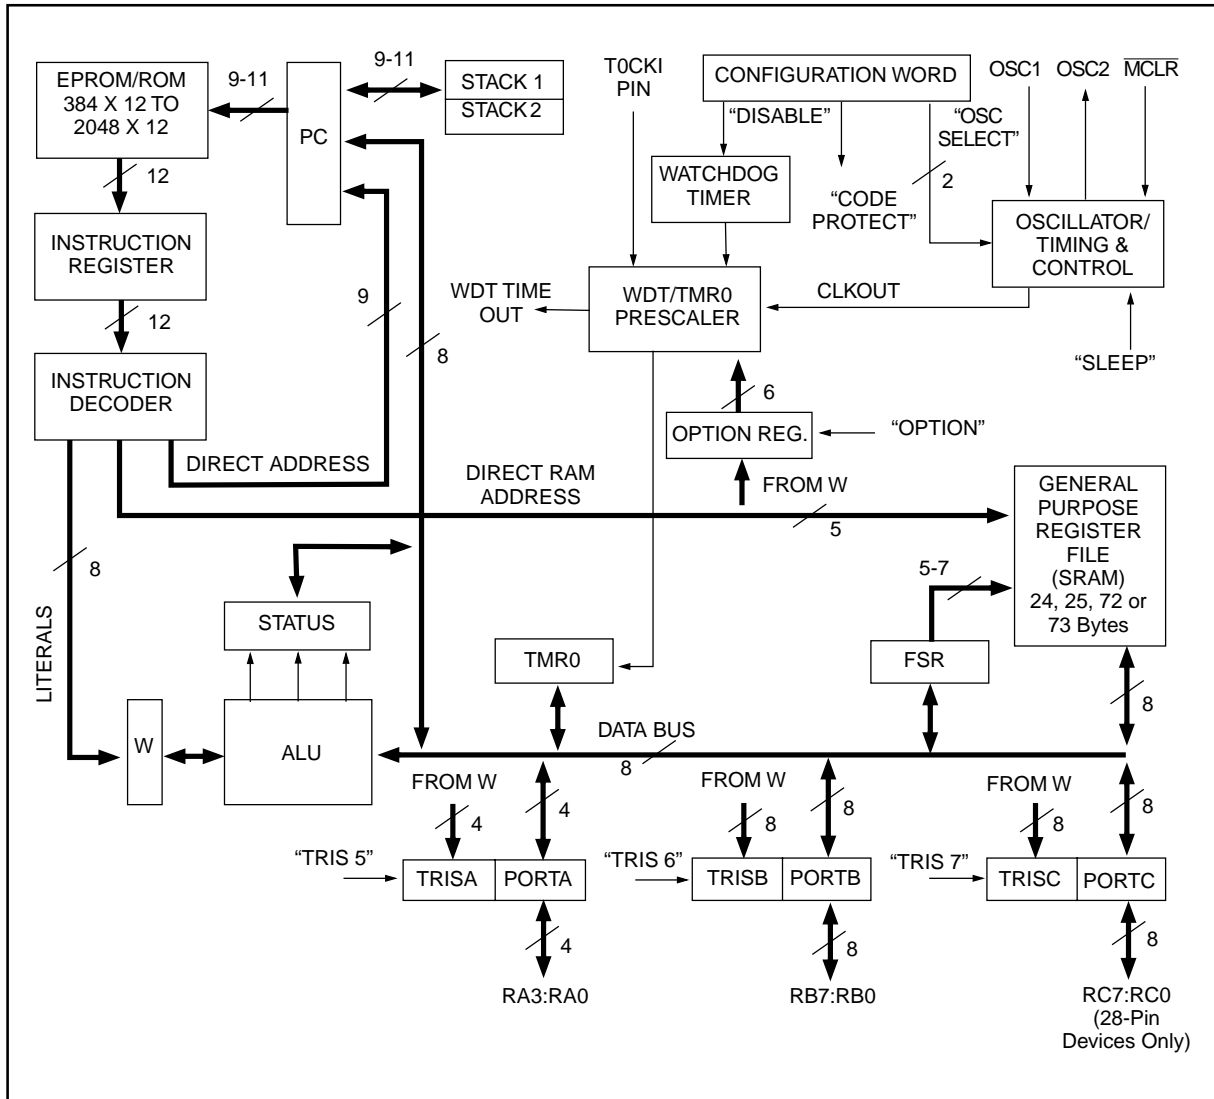 EPROM/ROM
384 X 12 TO
2048 X 12
9-11
PC
9-11
STACK 1
STACK 2
T0CKI
PIN
CONFIGURATION WORD
“DISABLE”
“OSC
SELECT”
OSC1
OSC2
MCLR
WATCHDOG
TIMER
“CODE
PROTECT”
2
OSCILLATOR/
TIMING &
CONTROL
12
INSTRUCTION
REGISTER
9
WDT TIME
OUT
WDT/TMR0
PRESCALER
CLKOUT
“SLEEP”
12
8
INSTRUCTION
DECODER
6
OPTION REG.
“OPTION”
DIRECT ADDRESS
DIRECT RAM
ADDRESS
FROM W
5
GENERAL
PURPOSE
REGISTER
FILE
(SRAM)
24, 25, 72 or
73 Bytes
8
LITERALS
5-7
STATUS
TMR0
FSR
8
W
ALU
DATA BUS
8
FROM W
4
4
FROM W
8
8
FROM W
8
8
“TRIS 5”
TRISA
PORTA
“TRIS 6”
TRISB
PORTB
“TRIS 7”
TRISC
PORTC
4
8
8
RA3:RA0
RB7:RB0
RC7:RC0
(28-Pin
Devices Only)